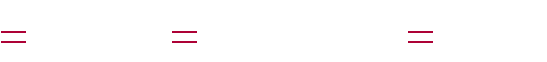 = = =